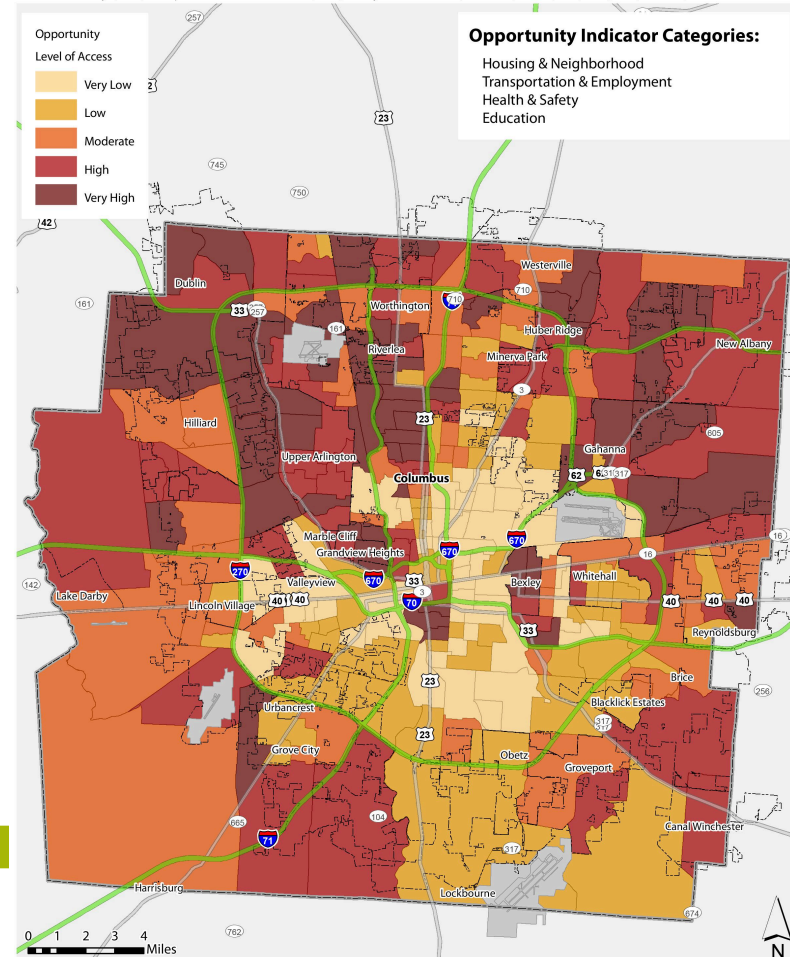 Opportunity
Level of Access
Very Low
Low
Moderate
High
Very High
Opportunity Indicator Categories:
Housing & Neighborhood
Transportation & Employment
Health & Safety
Education
257
2
23
745
750
42
161
Dublin
Westerville
710
710
33
257
Worthington
161
Huber Ridge
Riverlea
Minerva Park
New Albany
3
Hilliard
23
605
Upper Arlington
Gahanna
Columbus
62
317
Marble Cliff
670
16
Grandview Heights
670
16
270
670
33
Bexley
Whitehall
142
Valleyview
3
Lake Darby
40
40
70
40
40
40
Lincoln Village
33
Reynoldsburg
Brice
23
256
Blacklick Estates
Urbancrest
317
23
Grove City
Obetz
Groveport
104
665
Canal Winchester
71
317
Harrisburg
Lockbourne
674
762
0 1 2 3 4
Miles
N